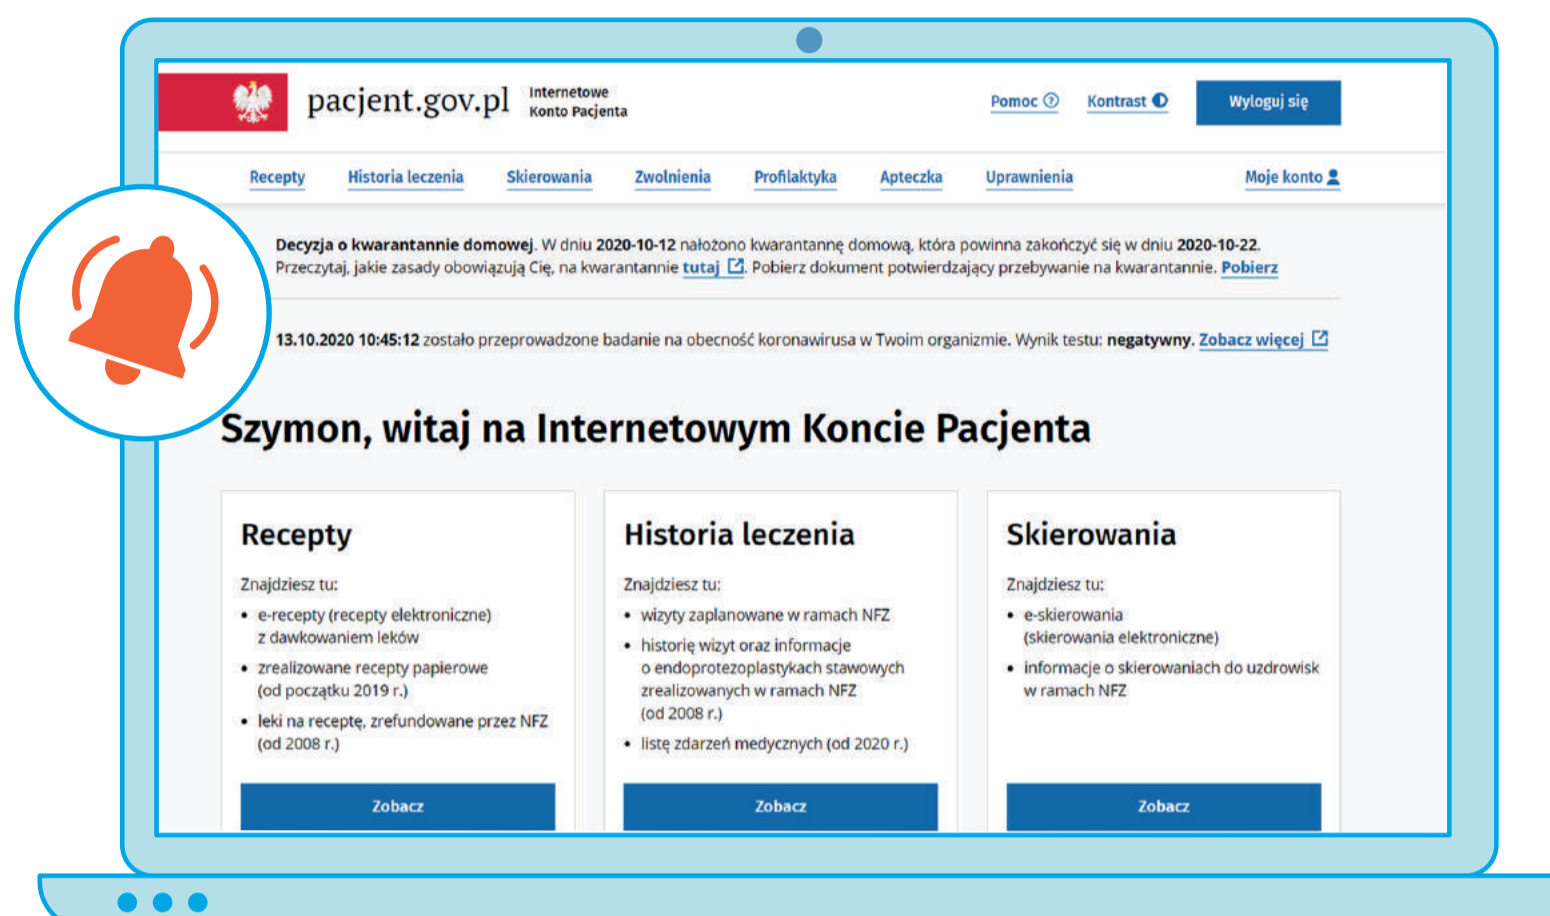 pacjent.gov.pl
Internetowe
Konto Pacjenta
Pomoc
Kontrast
Wyloguj się
Recepty Historia leczenia Skierowania Zwolnienia Profilaktyka Apteczka Uprawnienia Moje konto
Decyzja o kwarantannie domowej. W dniu 2020-10-12 nałożono kwarantannę domową, która powinna zakończyć się w dniu 2020-10-22.
Przeczytaj, jakie zasady obowiązują Cię, na kwarantannie tutaj. Pobierz dokument potwierdzający przebywanie na kwarantannie. Pobierz
13.10.2020 10:45:12 zostało przeprowadzone badanie na obecność koronawirusa w Twoim organizmie. Wynik testu: negatywny. Zobacz więcej
Szymon, witaj na Internetowym Koncie Pacjenta
Recepty
Znajdziesz tu:
• e-recepty (recepty elektroniczne)
z dawkowaniem leków
• zrealizowane recepty papierowe
(od początku 2019 r.)
• leki na receptę, zrefundowane przez NFZ
(od 2008 r.)
Zobacz
Historia leczenia
Znajdziesz tu:
• wizyty zaplanowane w ramach NFZ
• historię wizyt oraz informacje
o endoprotezoplastykach stawowych
zrealizowanych w ramach NFZ
(od 2008 r.)
• listę zdarzeń medycznych (od 2020 r.)
Zobacz
Skierowania
Znajdziesz tu:
• e-skierowania
(skierowania elektroniczne)
• informacje o skierowaniach do uzdrowisk
w ramach NFZ
Zobacz